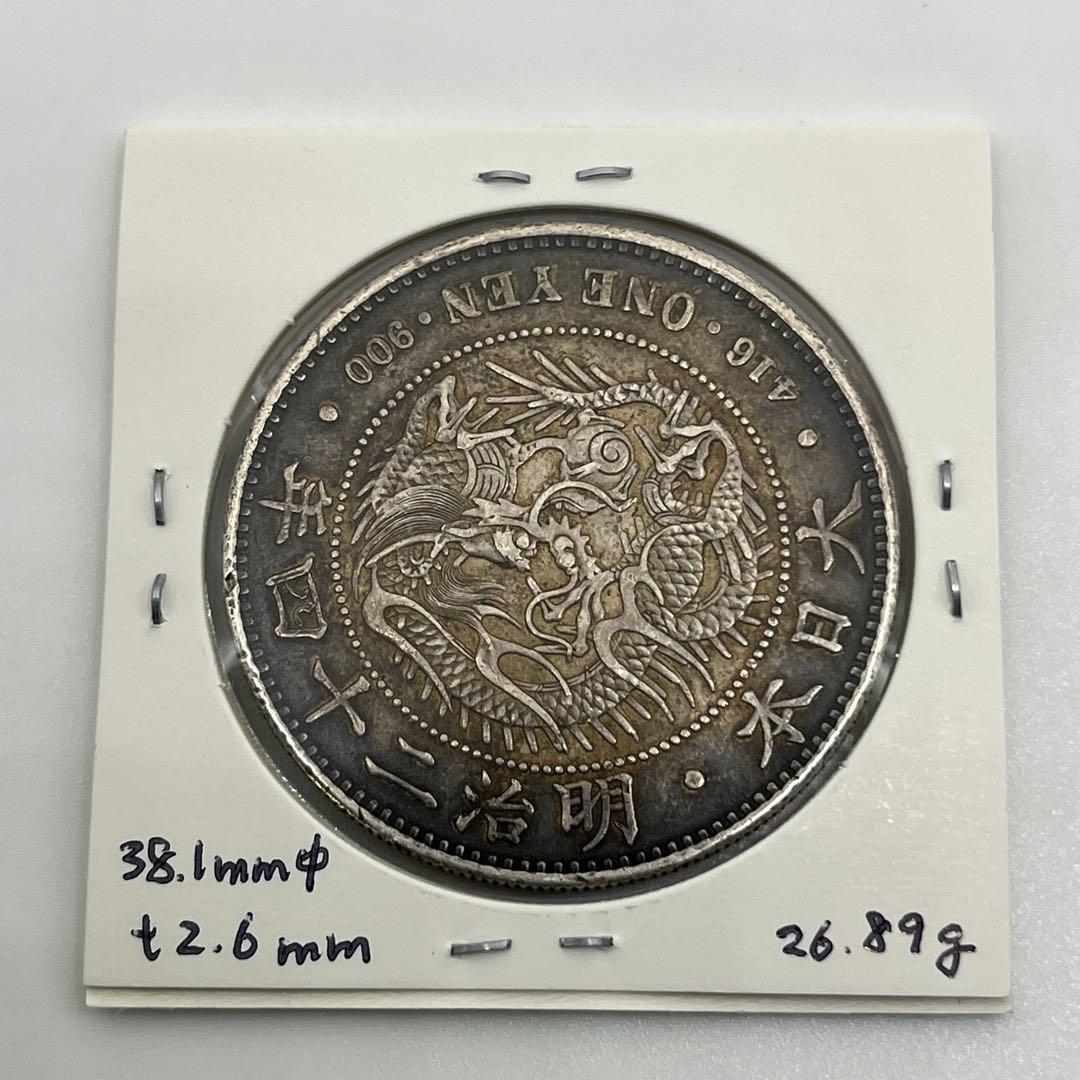 大日本・明治二十四年
416・ONE YEN・900
38.1mmφ
t2.6mm
26.89g